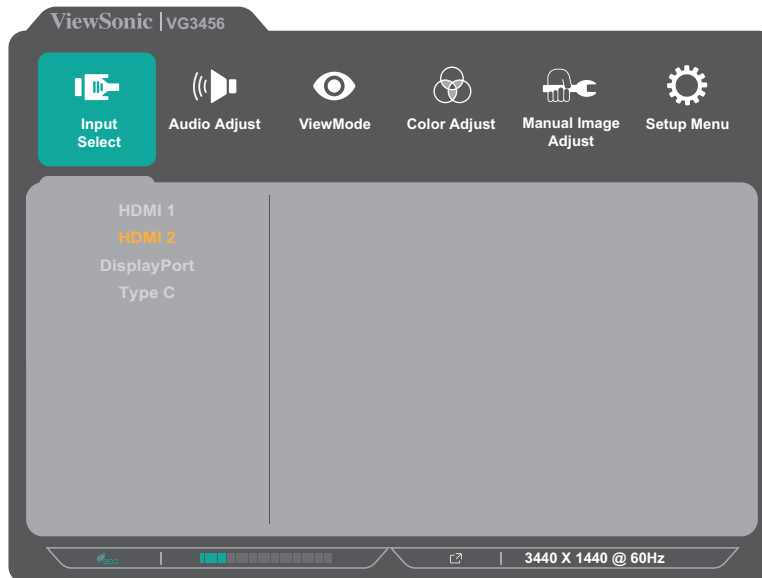 ViewSonic | VG3456
Input
Select
Audio Adjust
ViewMode
Color Adjust
Manual Image
Adjust
Setup Menu
HDMI 1
HDMI 2
DisplayPort
Type C
eco
3440 X 1440 @ 60Hz